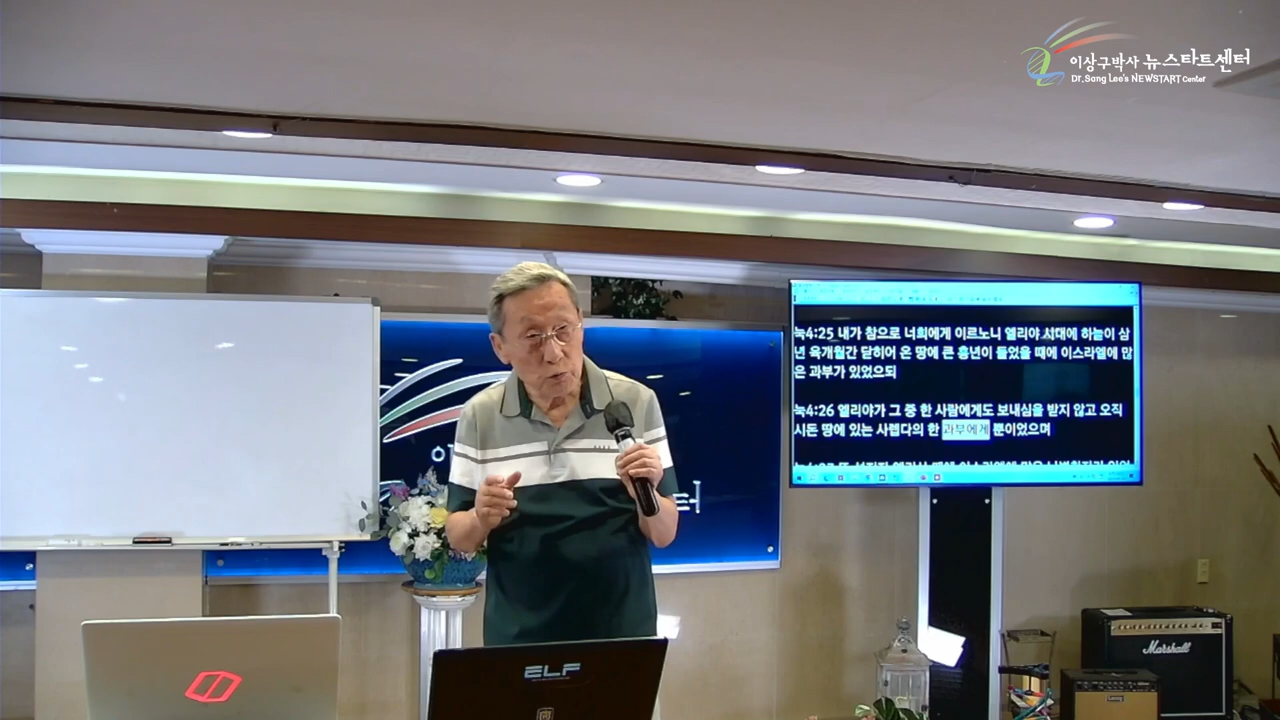 이상구박사 뉴스타트센터
Dr. Sang Lee's NEWSTART Center
눅4:25 내가 참으로 너희에게 이르노니 엘리야 시대에 하늘이 삼
년 육개월간 닫히어 온 땅에 큰 흉년이 들었을 때에 이스라엘에 많
은 과부가 있었으되
눅4:26 엘리야가 그 중 한 사람에게도 보내심을 받지 않고 오직
시돈 땅에 있는 사렙다의 한 과부에게 뿐이었으며
이
터
ELF
Marshall
Laney